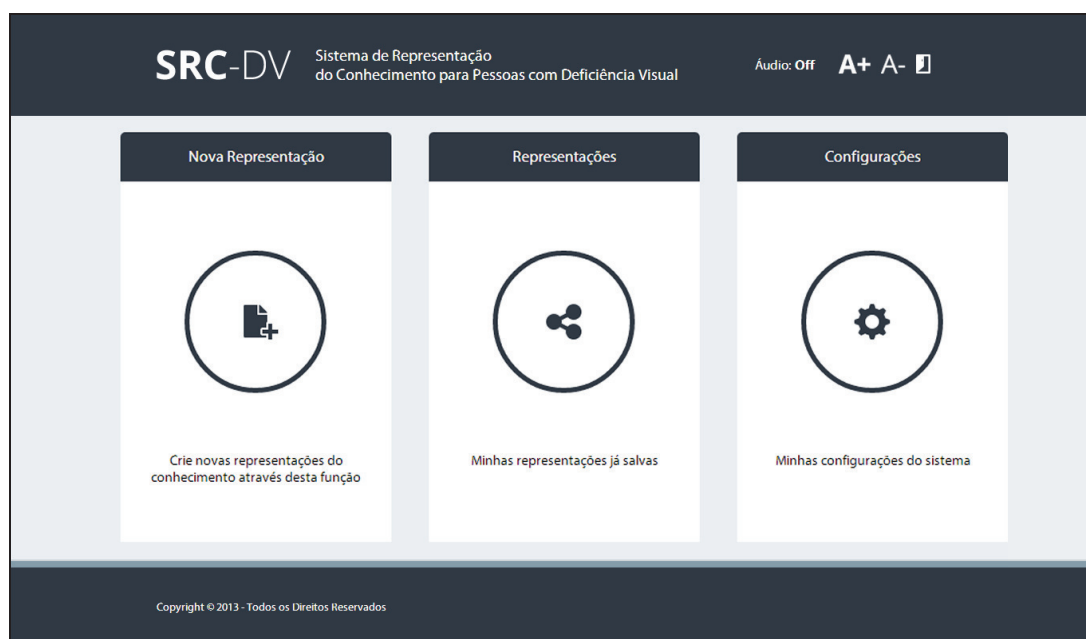 SRC-DV
Sistema de Representação
do Conhecimento para Pessoas com Deficiência Visual
Áudio: Off A+ A-
Nova Representação
Crie novas representações do
conhecimento através desta função
Representações
Minhas representações já salvas
Configurações
Minhas configurações do sistema
Copyright © 2013 - Todos os Direitos Reservados